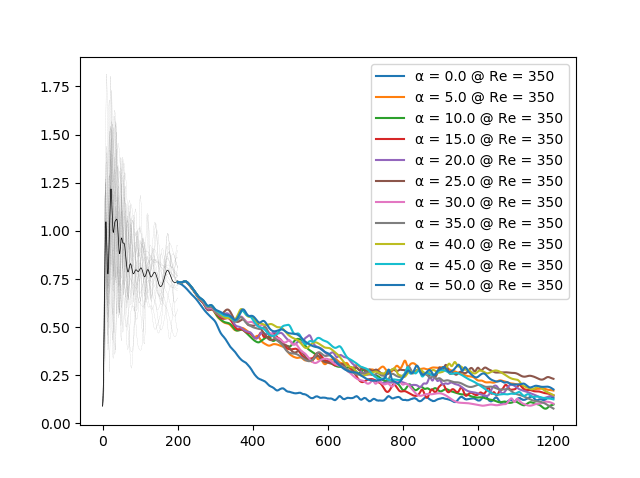 1.75
1.50
1.25
1.00
0.75
0.50
0.25
0.00
0 200 400 600 800 1000 1200
α = 0.0 @ Re = 350
α = 5.0 @ Re = 350
α = 10.0 @ Re = 350
α = 15.0 @ Re = 350
α = 20.0 @ Re = 350
α = 25.0 @ Re = 350
α = 30.0 @ Re = 350
α = 35.0 @ Re = 350
α = 40.0 @ Re = 350
α = 45.0 @ Re = 350
α = 50.0 @ Re = 350